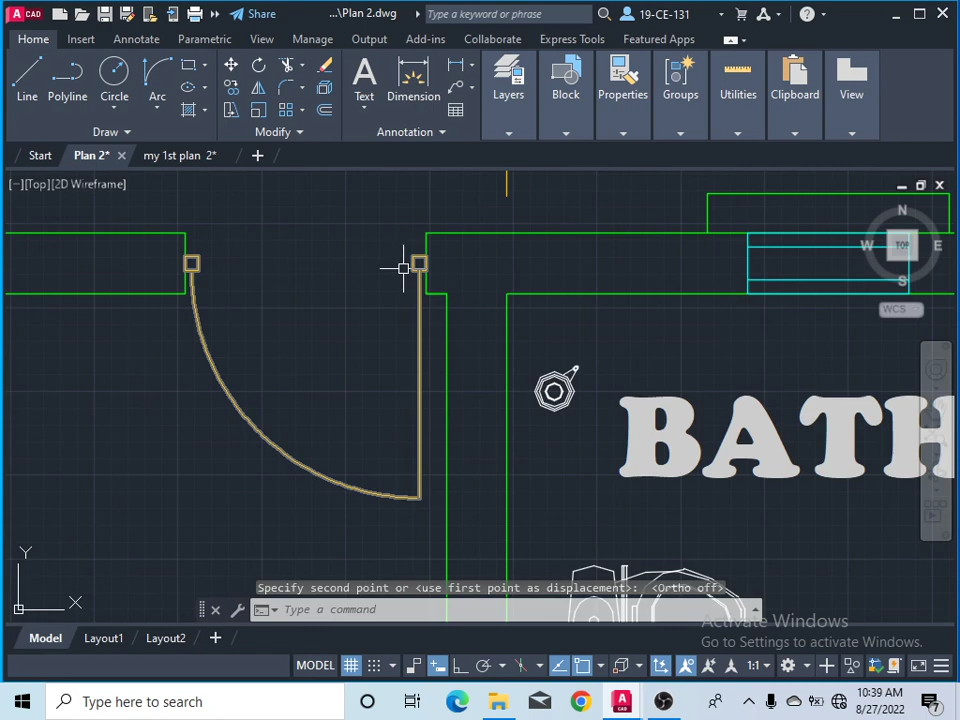 A CAD
Share
...\Plan 2.dwg
Type a keyword or phrase
19-CE-131
Home Insert Annotate Parametric View Manage Output Add-ins Collaborate Express Tools Featured Apps
Line Polyline Circle Arc Text Dimension Layers Block Properties Groups Utilities Clipboard View
Draw Modify Annotation
Start Plan 2* my 1st plan 2*
[−][Top][2D Wireframe]
N
W TOP E
S
WCS
BATH
Y
X
Specify second point or <use first point as displacement>: <Ortho off>
Type a command
Activate Windows
Go to Settings to activate Windows.
Model Layout1 Layout2
MODEL 1:1
Type here to search
10:39 AM
8/27/2022
7